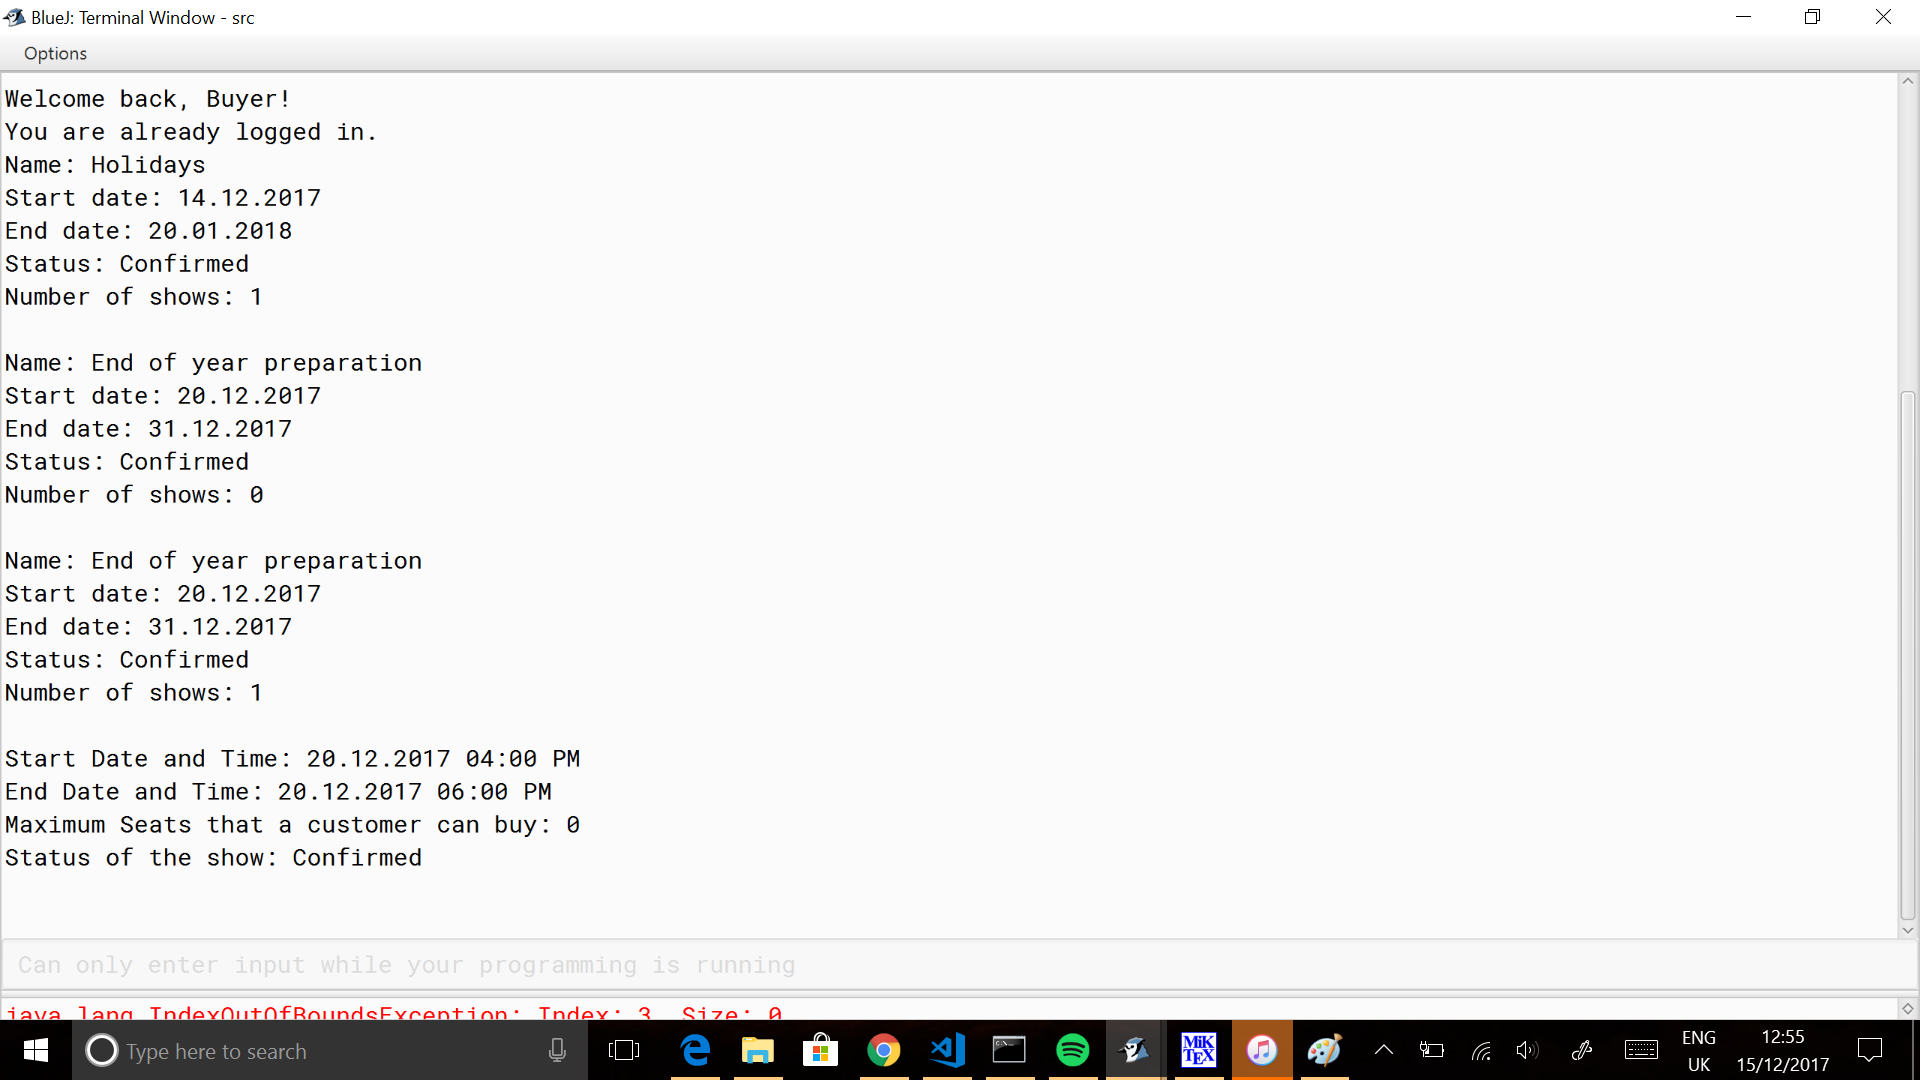 BlueJ: Terminal Window - src
Options
Welcome back, Buyer!
You are already logged in.
Name: Holidays
Start date: 14.12.2017
End date: 20.01.2018
Status: Confirmed
Number of shows: 1
Name: End of year preparation
Start date: 20.12.2017
End date: 31.12.2017
Status: Confirmed
Number of shows: 0
Name: End of year preparation
Start date: 20.12.2017
End date: 31.12.2017
Status: Confirmed
Number of shows: 1
Start Date and Time: 20.12.2017 04:00 PM
End Date and Time: 20.12.2017 06:00 PM
Maximum Seats that a customer can buy: 0
Status of the show: Confirmed
Can only enter input while your programming is running
java.lang.IndexOutOfBoundsException: Index: 3, Size: 0
Type here to search
MiK
TEX
ENG
UK
12:55
15/12/2017